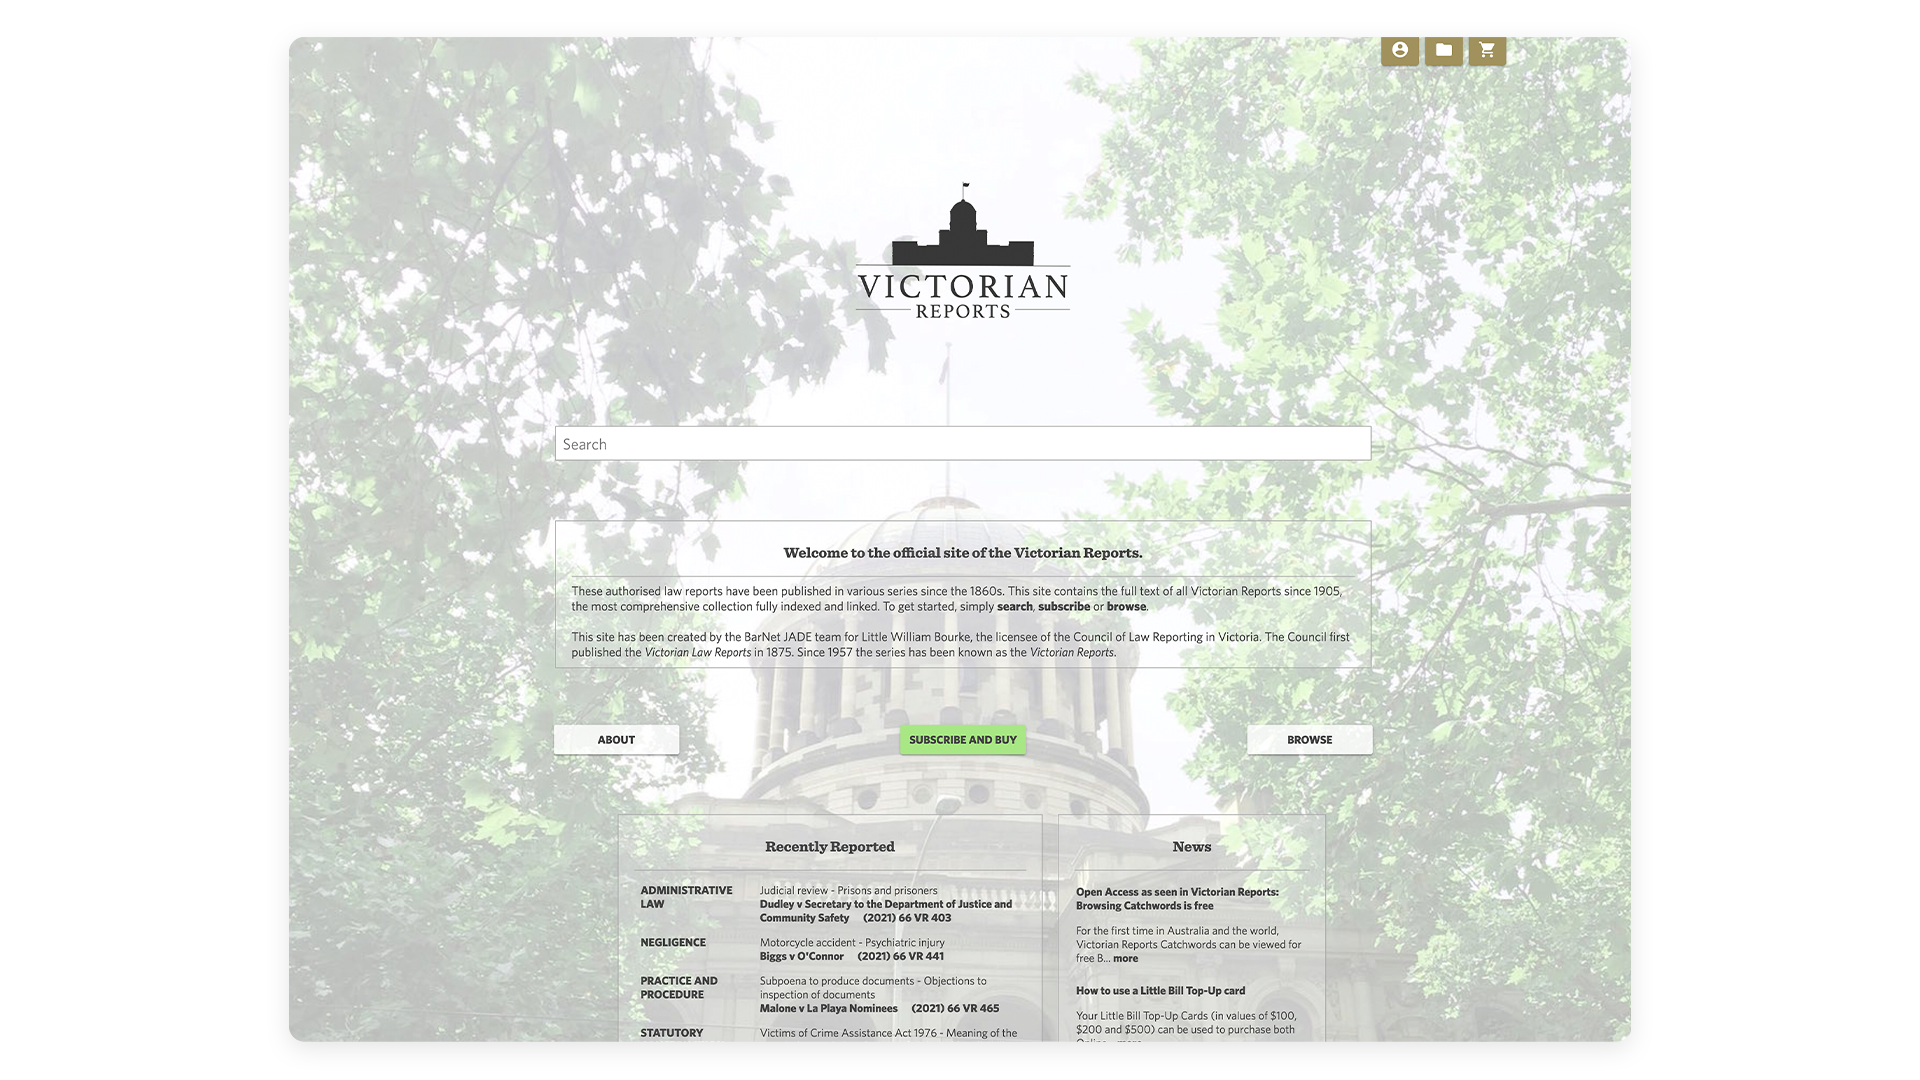 VICTORIAN
REPORTS
Search
Welcome to the official site of the Victorian Reports.
These authorised law reports have been published in various series since the 1860s. This site contains the full text of all Victorian Reports since 1905,
the most comprehensive collection fully indexed and linked. To get started, simply search, subscribe or browse.
This site has been created by the BarNet JADE team for Little William Bourke, the licensee of the Council of Law Reporting in Victoria. The Council first
published the Victorian Law Reports in 1875. Since 1957 the series has been known as the Victorian Reports.
ABOUT
SUBSCRIBE AND BUY
BROWSE
Recently Reported
ADMINISTRATIVE
LAW
Judicial review - Prisons and prisoners
Dudley v Secretary to the Department of Justice and
Community Safety (2021) 66 VR 403
NEGLIGENCE
Motorcycle accident - Psychiatric injury
Biggs v O'Connor (2021) 66 VR 441
PRACTICE AND
PROCEDURE
Subpoena to produce documents - Objections to
inspection of documents
Malone v La Playa Nominees (2021) 66 VR 465
STATUTORY
Victims of Crime Assistance Act 1976 - Meaning of the
News
Open Access as seen in Victorian Reports:
Browsing Catchwords is free
For the first time in Australia and the world,
Victorian Reports Catchwords can be viewed for
free B... more
How to use a Little Bill Top-Up card
Your Little Bill Top-Up Cards (in values of $100,
$200 and $500) can be used to purchase both